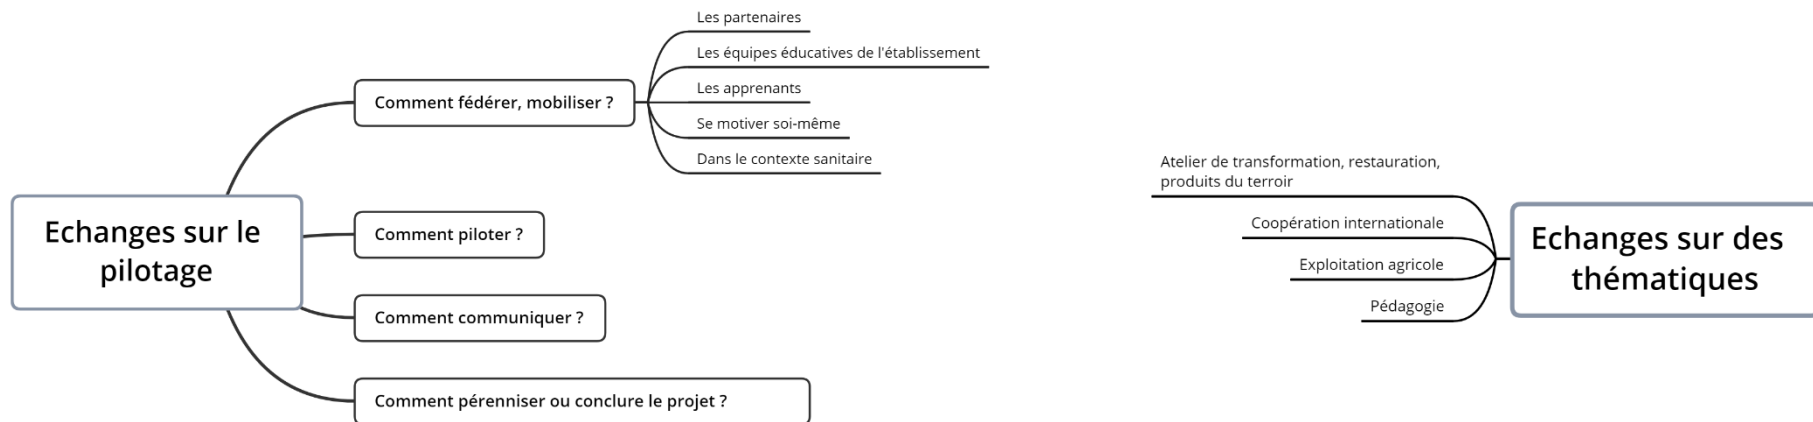 Echanges sur le
pilotage
Comment fédérer, mobiliser ?
Les partenaires
Les équipes éducatives de l'établissement
Les apprenants
Se motiver soi-même
Dans le contexte sanitaire
Comment piloter ?
Comment communiquer ?
Comment pérenniser ou conclure le projet ?
Echanges sur des
thématiques
Atelier de transformation, restauration,
produits du terroir
Coopération internationale
Exploitation agricole
Pédagogie